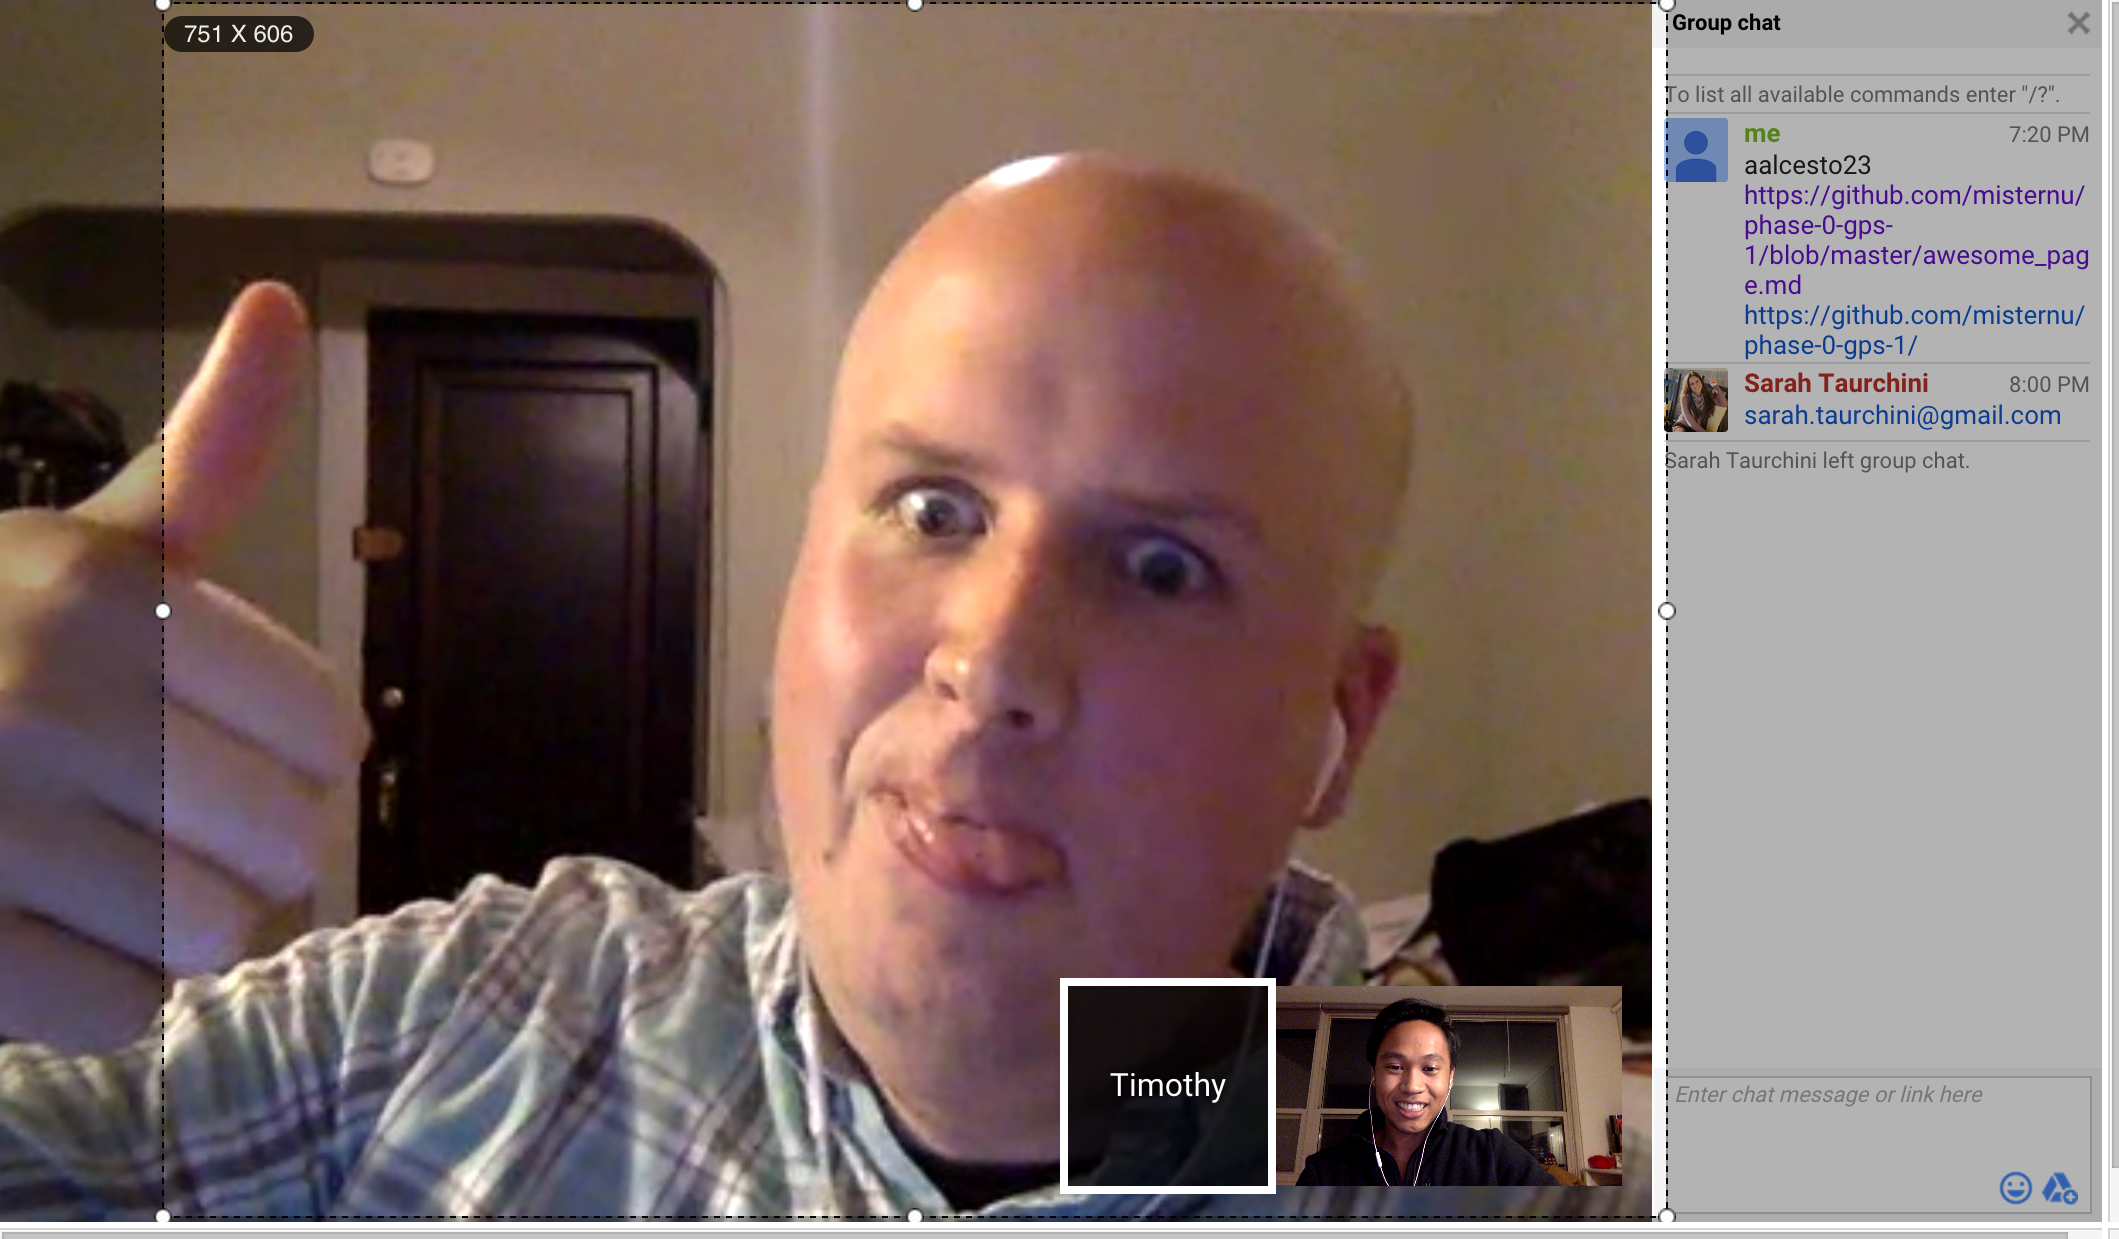 751 X 606
Group chat
To list all available commands enter "/?".
me 7:20 PM
aalcesto23
https://github.com/misternu/
phase-0-gps-
1/blob/master/awesome_pag
e.md
https://github.com/misternu/
phase-0-gps-1/
Sarah Taurchini 8:00 PM
sarah.taurchini@gmail.com
Sarah Taurchini left group chat.
Timothy
Enter chat message or link here